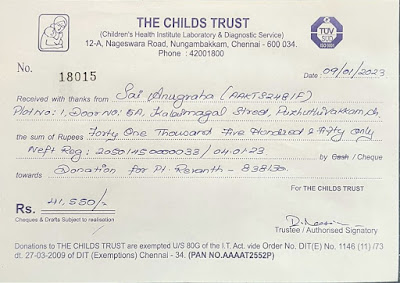 THE CHILDS TRUST
(Children's Health Institute Laboratory & Diagnostic Service)
12-A, Nageswara Road, Nungambakkam, Chennai - 600 034.
Phone : 42001800
TÜV
SÜD
No. 18015
Date : 09/01/2023
Received with thanks from Sai Anugraha (AAKTS2481F)
Plot No: 1, Door No: 5A, Kalaimagal Street, Puzhuthivakkam,
the sum of Rupees Forty One Thousand Five Hundred & Fifty only
Neft Reg: 2050145000033/ 04.01.23 by Cash / Cheque
towards Donation for Pt. Revanth - 838130.
For THE CHILDS TRUST
Rs. 41,550/-
Cheques & Drafts Subject to realisation
Trustee / Authorised Signatory
Donations to THE CHILDS TRUST are exempted U/S 80G of the I.T. Act. vide Order No. DIT(E) No. 1146 (11) /73
dt. 27-03-2009 of DIT (Exemptions) Chennai - 34. (PAN NO.AAAAT2552P)